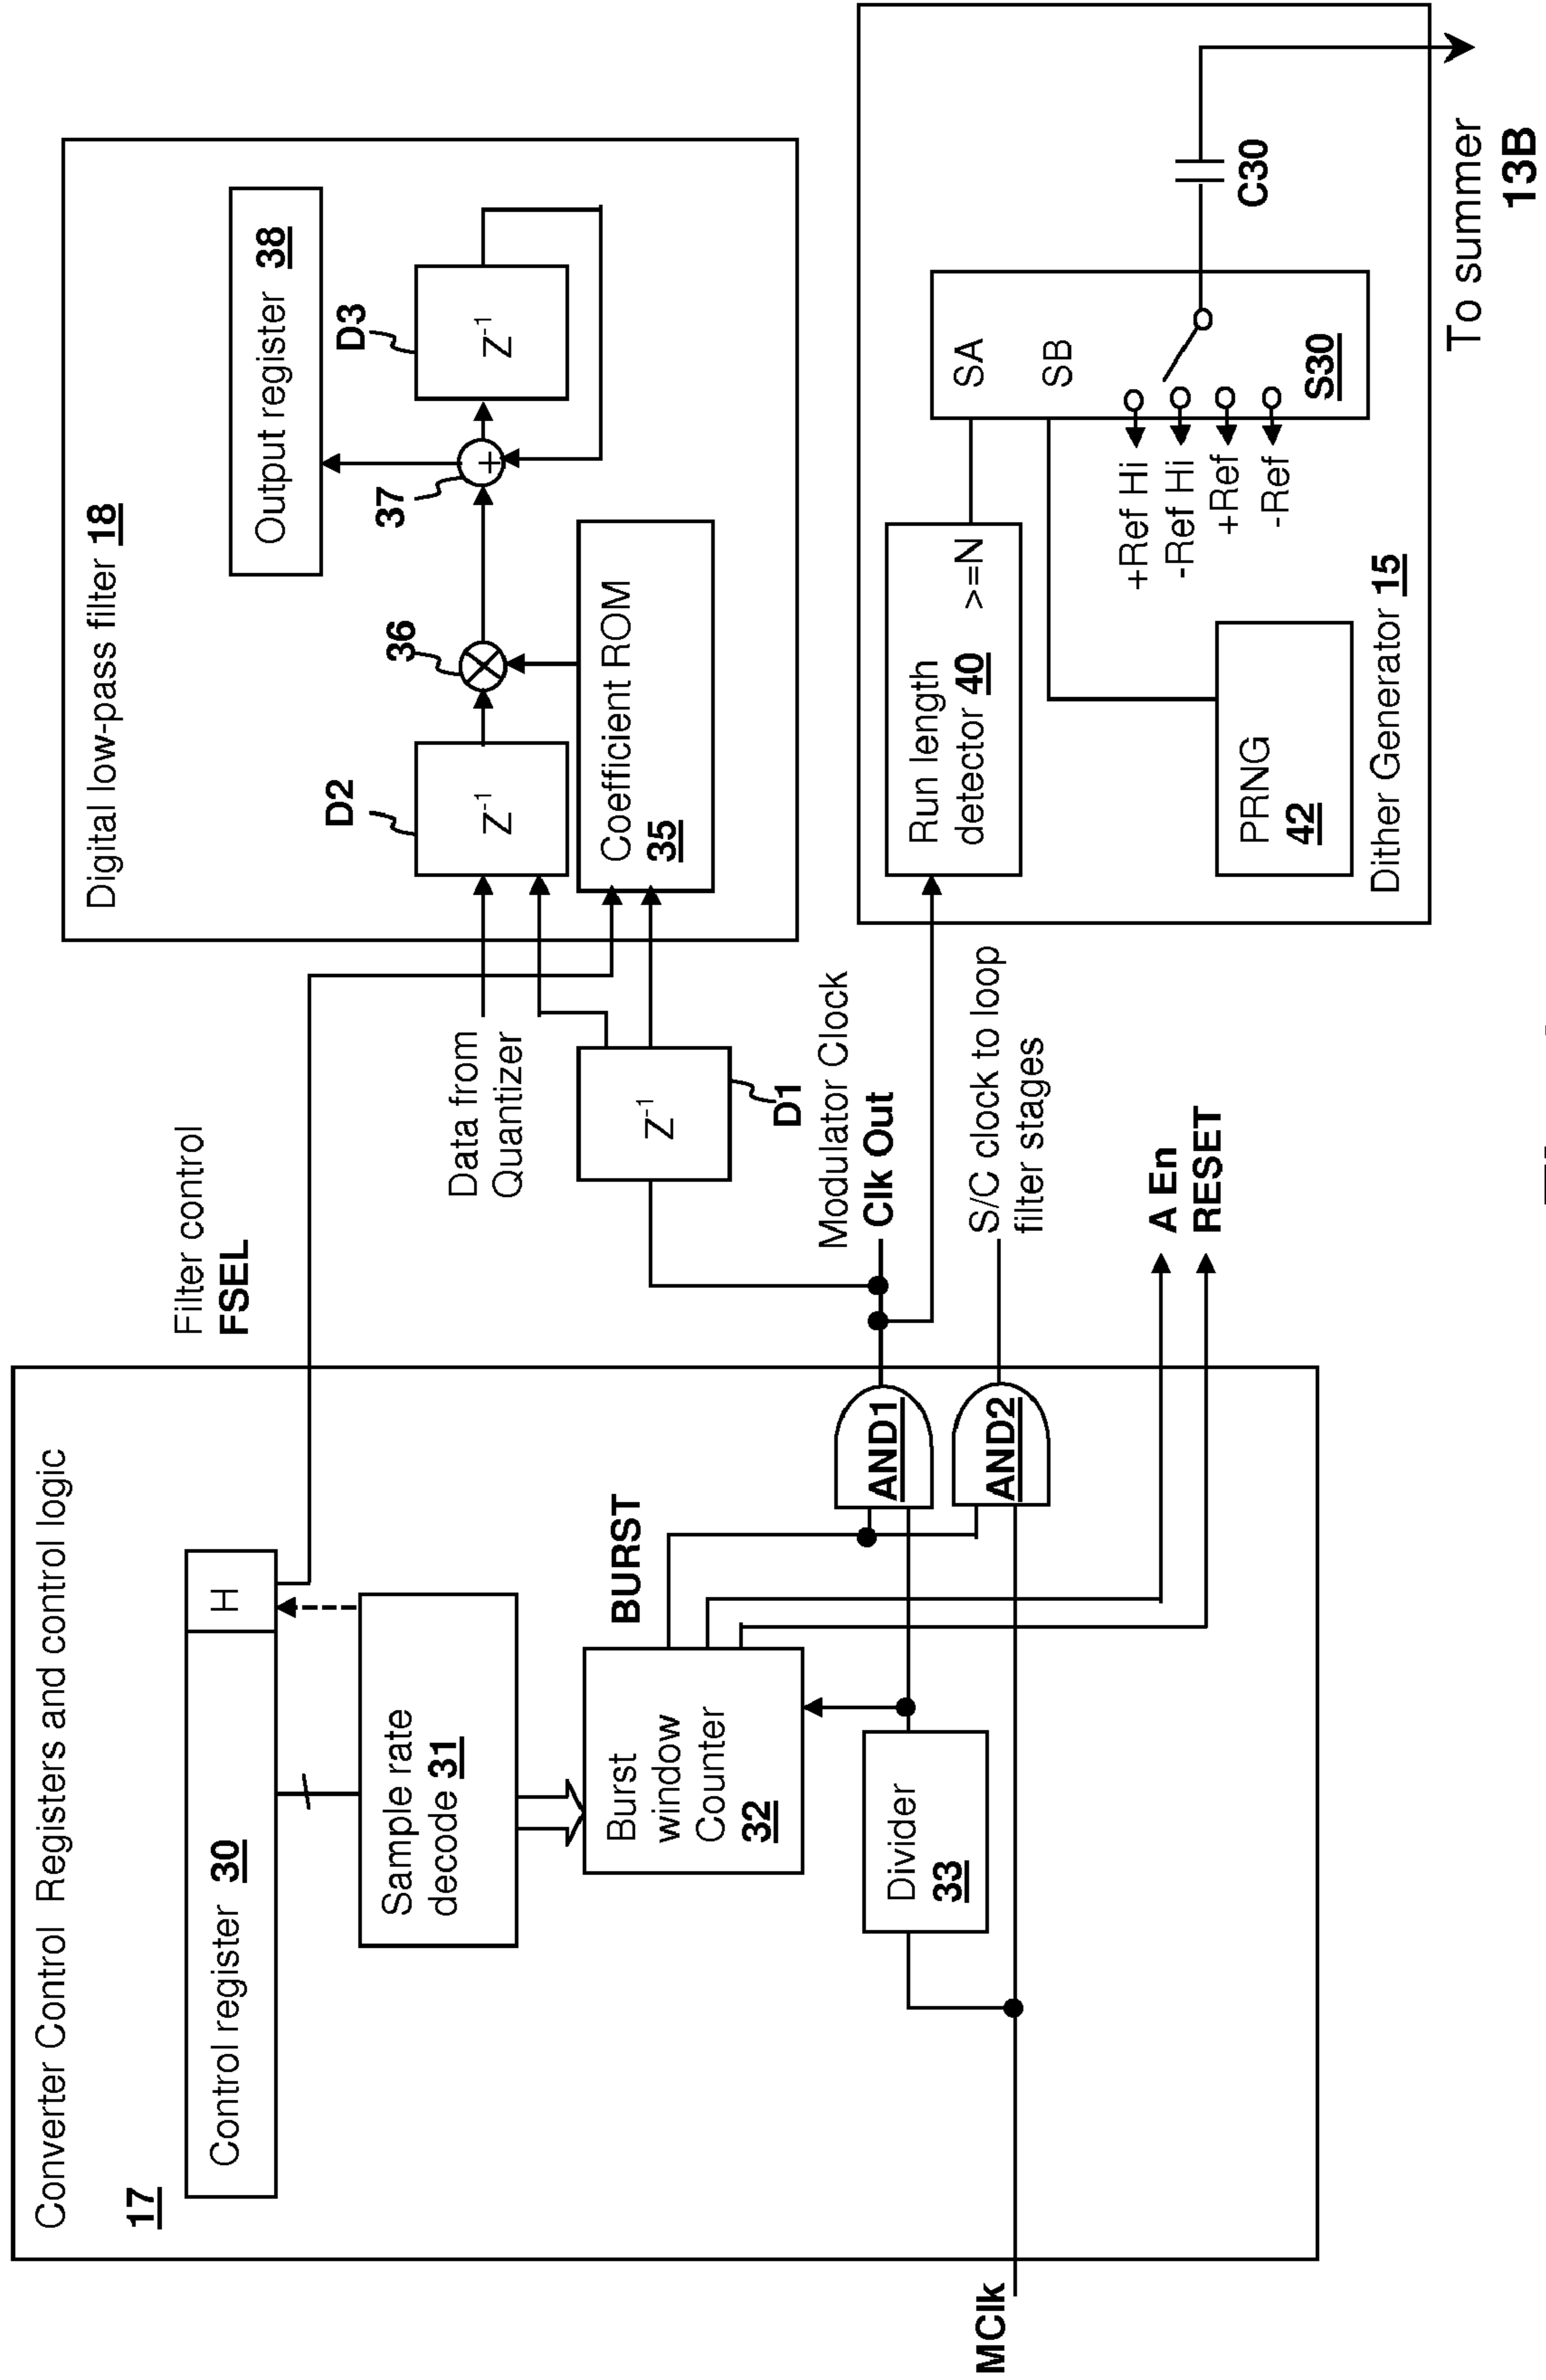 Converter Control Registers and control logic
17
Control register 30
H
Sample rate
decode 31
Burst
window
Counter
32
BURST
Divider
33
AND1
AND2
MClk
Filter control
FSEL
Data from
Quantizer
Z-1
D1
Modulator Clock
Clk Out
S/C clock to loop
filter stages
A En
RESET
Digital low-pass filter 18
Output register 38
D2
Z-1
36
37
+
D3
Z-1
Coefficient ROM
35
Run length
detector 40 >=N
PRNG
42
SA
SB
+Ref Hi
-Ref Hi
+Ref
-Ref
S30
C30
Dither Generator 15
To summer
13B